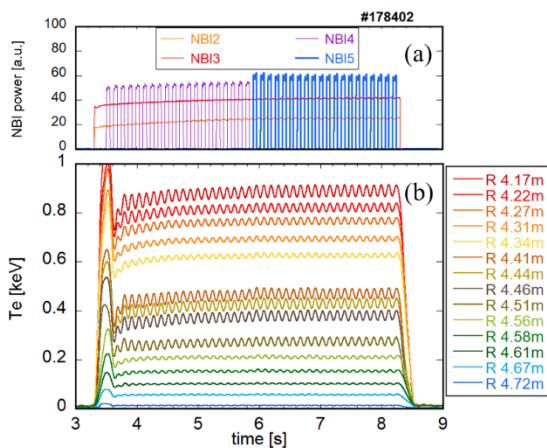 #178402
NBI power [a.u.]
100
80
60
40
20
0
NBI2 NBI4
NBI3 NBI5
(a)
Te [keV]
1
0.8
0.6
0.4
0.2
0
(b)
3 4 5 6 7 8 9
time [s]
R 4.17m
R 4.22m
R 4.27m
R 4.31m
R 4.34m
R 4.41m
R 4.44m
R 4.46m
R 4.51m
R 4.56m
R 4.58m
R 4.61m
R 4.67m
R 4.72m